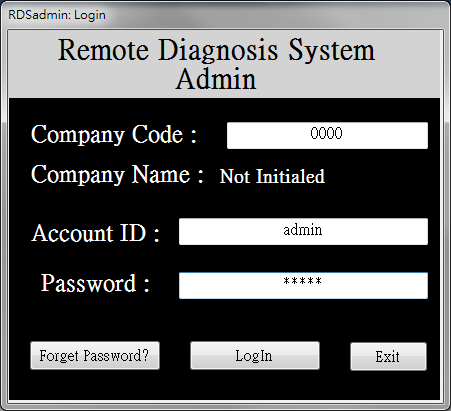 RDSadmin: Login
Remote Diagnosis System
Admin
Company Code : 0000
Company Name : Not Initialed
Account ID : admin
Password : *****
Forget Password? LogIn Exit